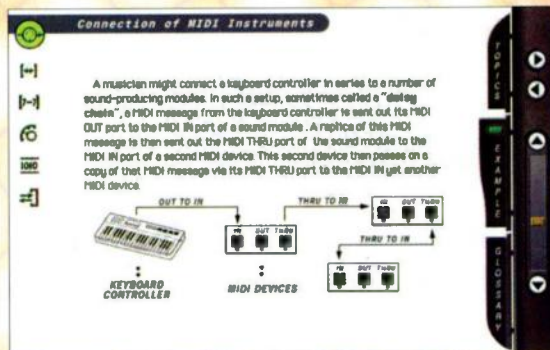 Connection of MIDI Instruments
A musician might connect a keyboard controller in series to a number of
sound-producing modules. In such a setup, sometimes called a "daisy
chain", a MIDI message from the keyboard controller is sent out its MIDI
OUT port to the MIDI IN port of a sound module . A replica of this MIDI
message is then sent out the MIDI THRU port of the sound module to the
MIDI IN port of a second MIDI device. This second device then passes on a
copy of that MIDI message via its MIDI THRU port to the MIDI IN yet another
MIDI device.
OUT TO IN
THRU TO IN
IN OUT THRU
IN OUT THRU
THRU TO IN
IN OUT THRU
KEYBOARD
CONTROLLER
MIDI DEVICES
TOPICS
EXAMPLE
GLOSSARY